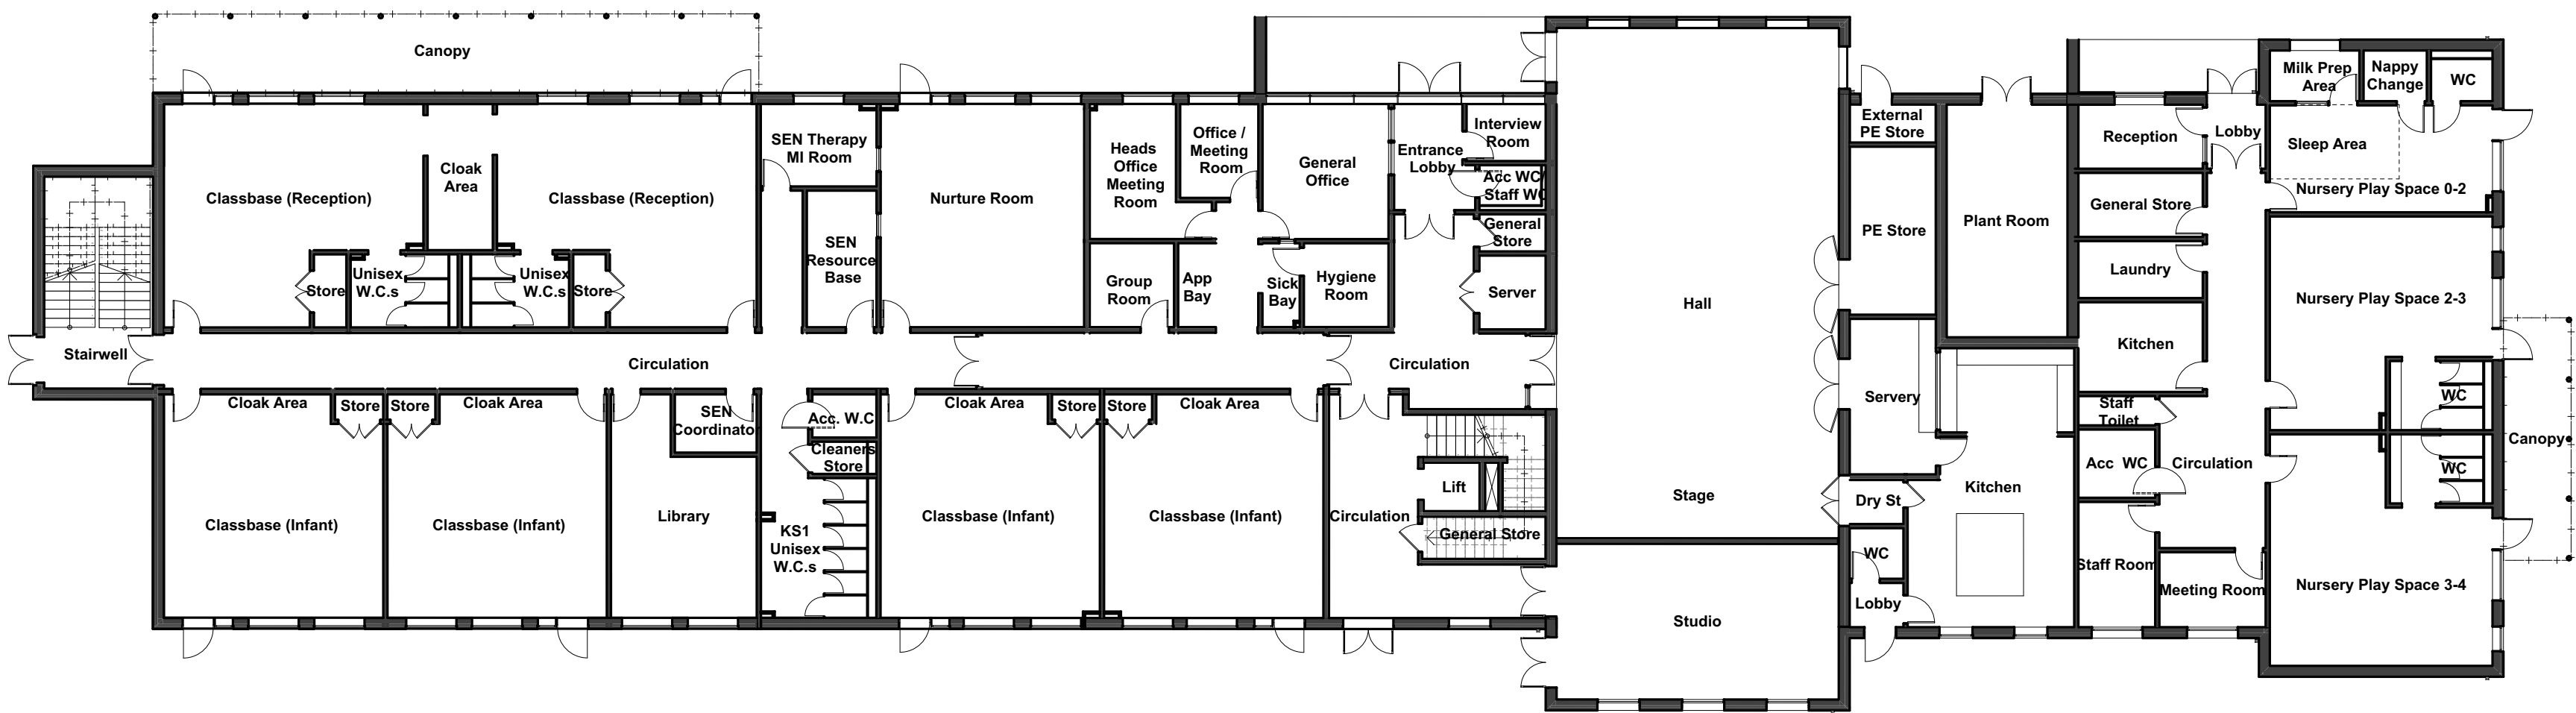 Canopy
Classbase (Reception)
Cloak
Area
Classbase (Reception)
Store
Unisex
W.C.s
Unisex
W.C.s
Store
SEN Therapy
MI Room
SEN
Resource
Base
Nurture Room
Heads
Office
Meeting
Room
Office /
Meeting
Room
General
Office
Entrance
Lobby
Interview
Room
Acc WC/
Staff WC
General
Store
Server
Group
Room
App
Bay
Sick
Bay
Hygiene
Room
Stairwell
Circulation
Circulation
Cloak Area
Store
Store
Cloak Area
Classbase (Infant)
Classbase (Infant)
SEN
Coordinato
Library
Acc. W.C
Cleaners
Store
KS1
Unisex
W.C.s
Cloak Area
Store
Store
Cloak Area
Classbase (Infant)
Classbase (Infant)
Circulation
Lift
General Store
Hall
Stage
Studio
External
PE Store
PE Store
Plant Room
Servery
Kitchen
Dry St
WC
Lobby
Reception
Lobby
General Store
Laundry
Kitchen
Staff
Toilet
Acc WC
Circulation
Staff Room
Meeting Room
Milk Prep
Area
Nappy
Change
WC
Sleep Area
Nursery Play Space 0-2
Nursery Play Space 2-3
WC
WC
Nursery Play Space 3-4
Canopy